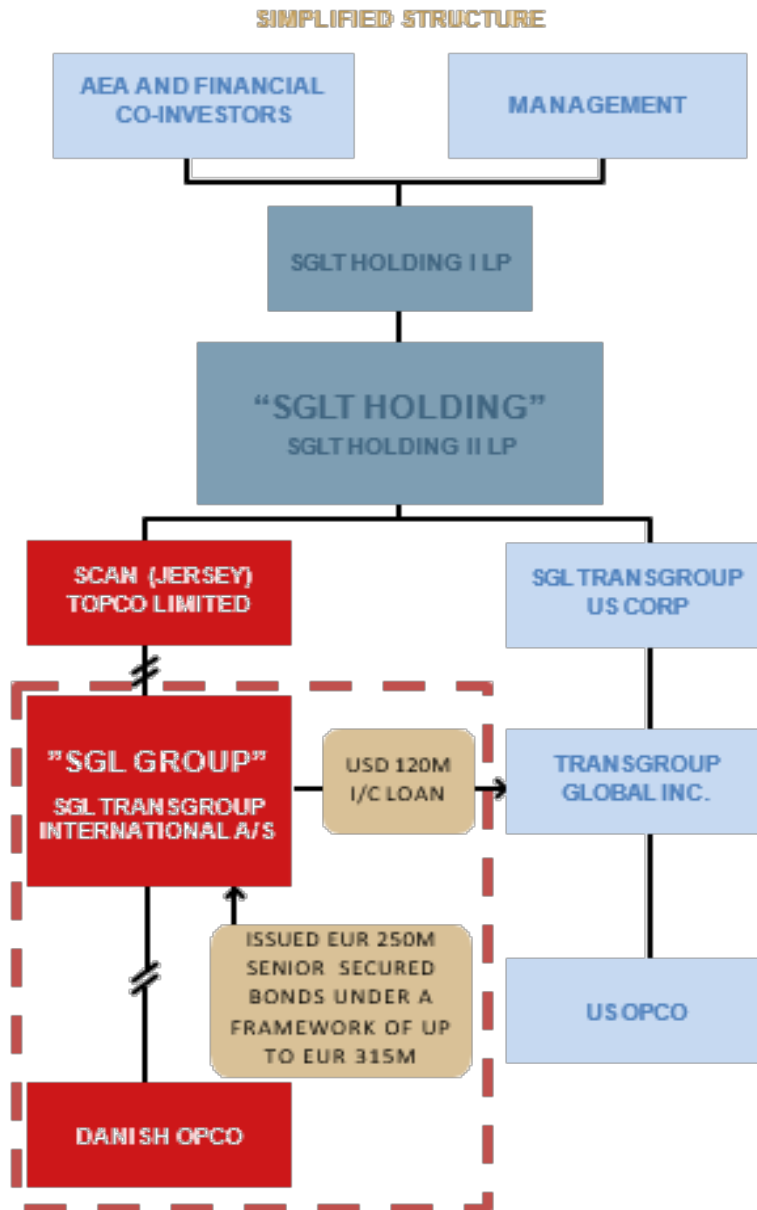 SIMPLIFIED STRUCTURE
AEA AND FINANCIAL
CO-INVESTORS
MANAGEMENT
SGLT HOLDING I LP
“SGLT HOLDING”
SGLT HOLDING II LP
SCAN (JERSEY)
TOPCO LIMITED
SGL TRANSGROUP
US CORP
”SGL GROUP”
SGL TRANSGROUP
INTERNATIONAL A/S
USD 120M
I/C LOAN
TRANSGROUP
GLOBAL INC.
ISSUED EUR 250M
SENIOR SECURED
BONDS UNDER A
FRAMEWORK OF UP
TO EUR 315M
US OPCO
DANISH OPCO